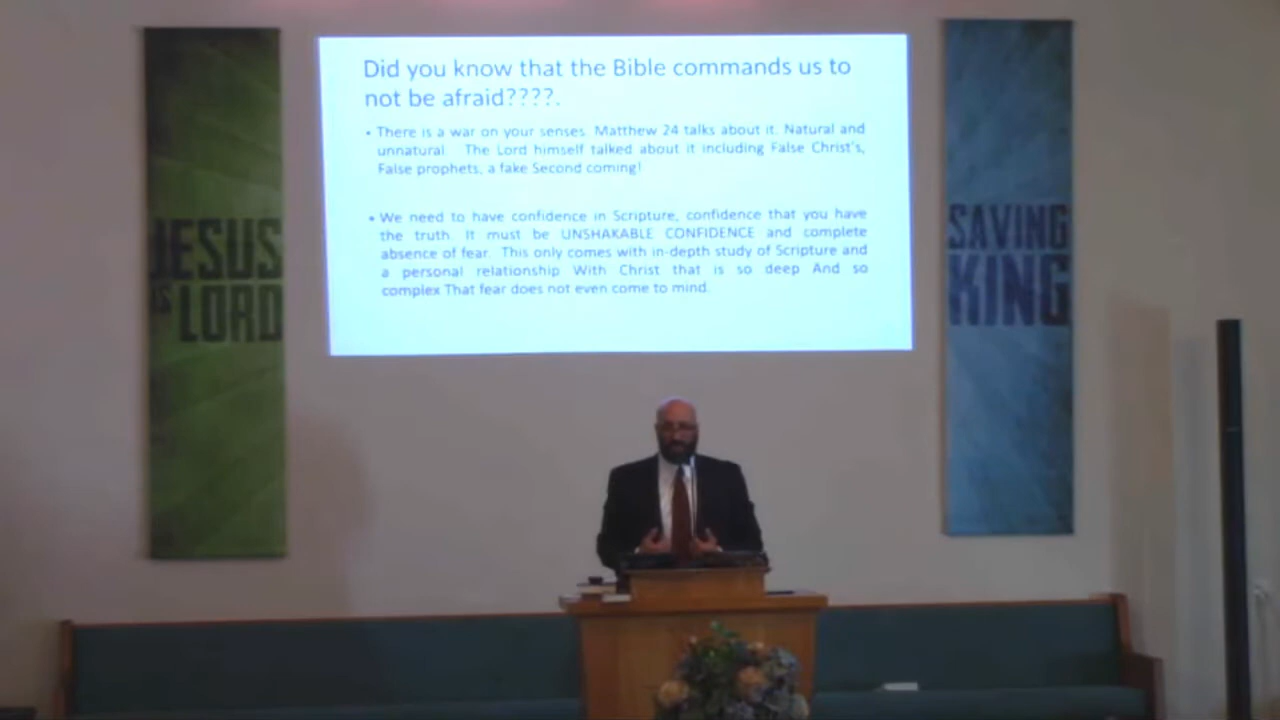 Did you know that the Bible commands us to
not be afraid????.
• There is a war on your senses. Matthew 24 talks about it. Natural and
unnatural. The Lord himself talked about it including False Christ's,
False prophets, a fake Second coming!
• We need to have confidence in Scripture, confidence that you have
the truth. It must be UNSHAKABLE CONFIDENCE and complete
absence of fear. This only comes with in-depth study of Scripture and
a personal relationship With Christ that is so deep And so
complex That fear does not even come to mind.
JESUS
IS LORD
SAVING
KING